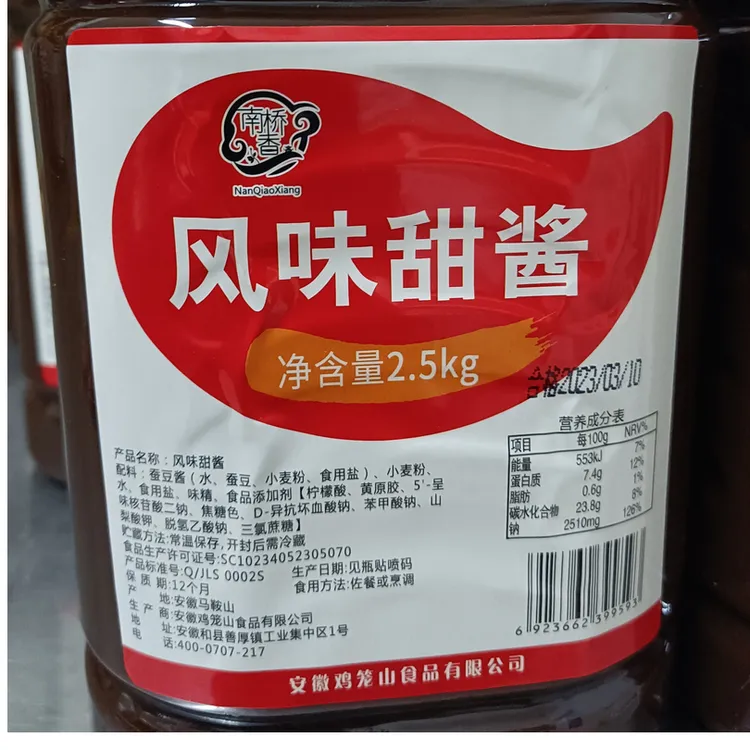 南桥香
NanQiaoXiang
风味甜酱
净含量2.5kg
合格2023/03/10
营养成分表
项目 每100g NRV%
能量 553kJ 7%
蛋白质 7.4g 12%
脂肪 0.6g 1%
碳水化合物 23.8g 8%
钠 2510mg 126%
产品名称：风味甜酱
配料：蚕豆酱（水、蚕豆、小麦粉、食用盐）、小麦粉、
水、食用盐、味精、食品添加剂【柠檬酸、黄原胶、5'-呈
味核苷酸二钠、焦糖色、D-异抗坏血酸钠、苯甲酸钠、山
梨酸钾、脱氢乙酸钠、三氯蔗糖】
贮藏方法:常温保存,开封后需冷藏
食品生产许可证号:SC10234052305070
产品标准号:Q/JLS 0002S 生产日期:见瓶贴喷码
保质期:12个月 食用方法:佐餐或烹调
产地:安徽马鞍山
生产商:安徽鸡笼山食品有限公司
地址:安徽和县善厚镇工业集中区1号
电话:400-0707-217
6 923662 399593
安徽鸡笼山食品有限公司